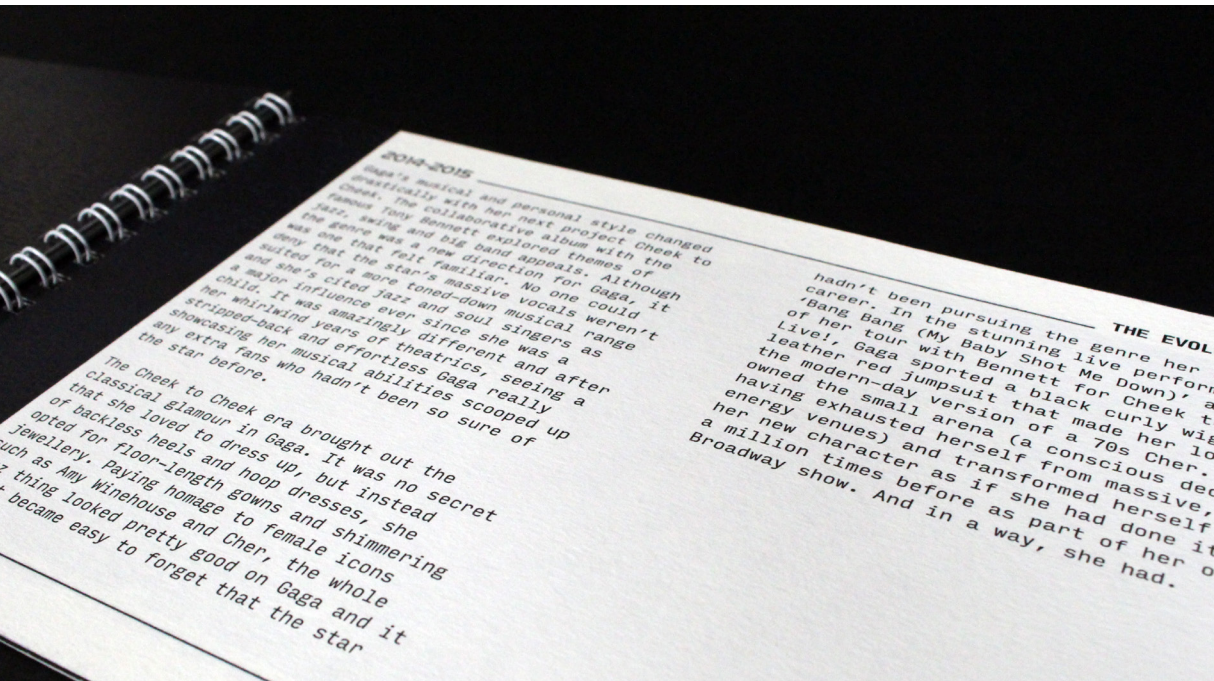 2014-2015
Gaga's musical and personal style changed
drastically with her next project Cheek to
Cheek. The collaborative album with the
famous Tony Bennett explored themes of
jazz, swing and big band appeals. Although
the genre was a new direction for Gaga, it
was one that felt familiar. No one could
deny that the star's massive vocals weren't
suited for a more toned-down musical range
and she's cited jazz and soul singers as
a major influence ever since she was a
child. It was amazingly different and after
her whirlwind years of theatrics, seeing a
stripped-back and effortless Gaga really
showcasing her musical abilities scooped up
any extra fans who hadn't been so sure of
the star before.
The Cheek to Cheek era brought out the
classical glamour in Gaga. It was no secret
that she loved to dress up, but instead
of backless heels and hoop dresses, she
opted for floor-length gowns and shimmering
jewellery. Paying homage to female icons
such as Amy Winehouse and Cher, the whole
thing looked pretty good on Gaga and it
became easy to forget that the star
THE EVOL
hadn't been pursuing the genre her
career. In the stunning live perform
'Bang Bang (My Baby Shot Me Down)', a
of her tour with Bennett for Cheek t
Live!, Gaga sported a black curly wig
leather red jumpsuit that made her lo
the modern-day version of a 70s Cher.
owned the small arena (a conscious dec
having exhausted herself from massive,
energy venues) and transformed herself
her new character as if she had done it
a million times before as part of her o
Broadway show. And in a way, she had.